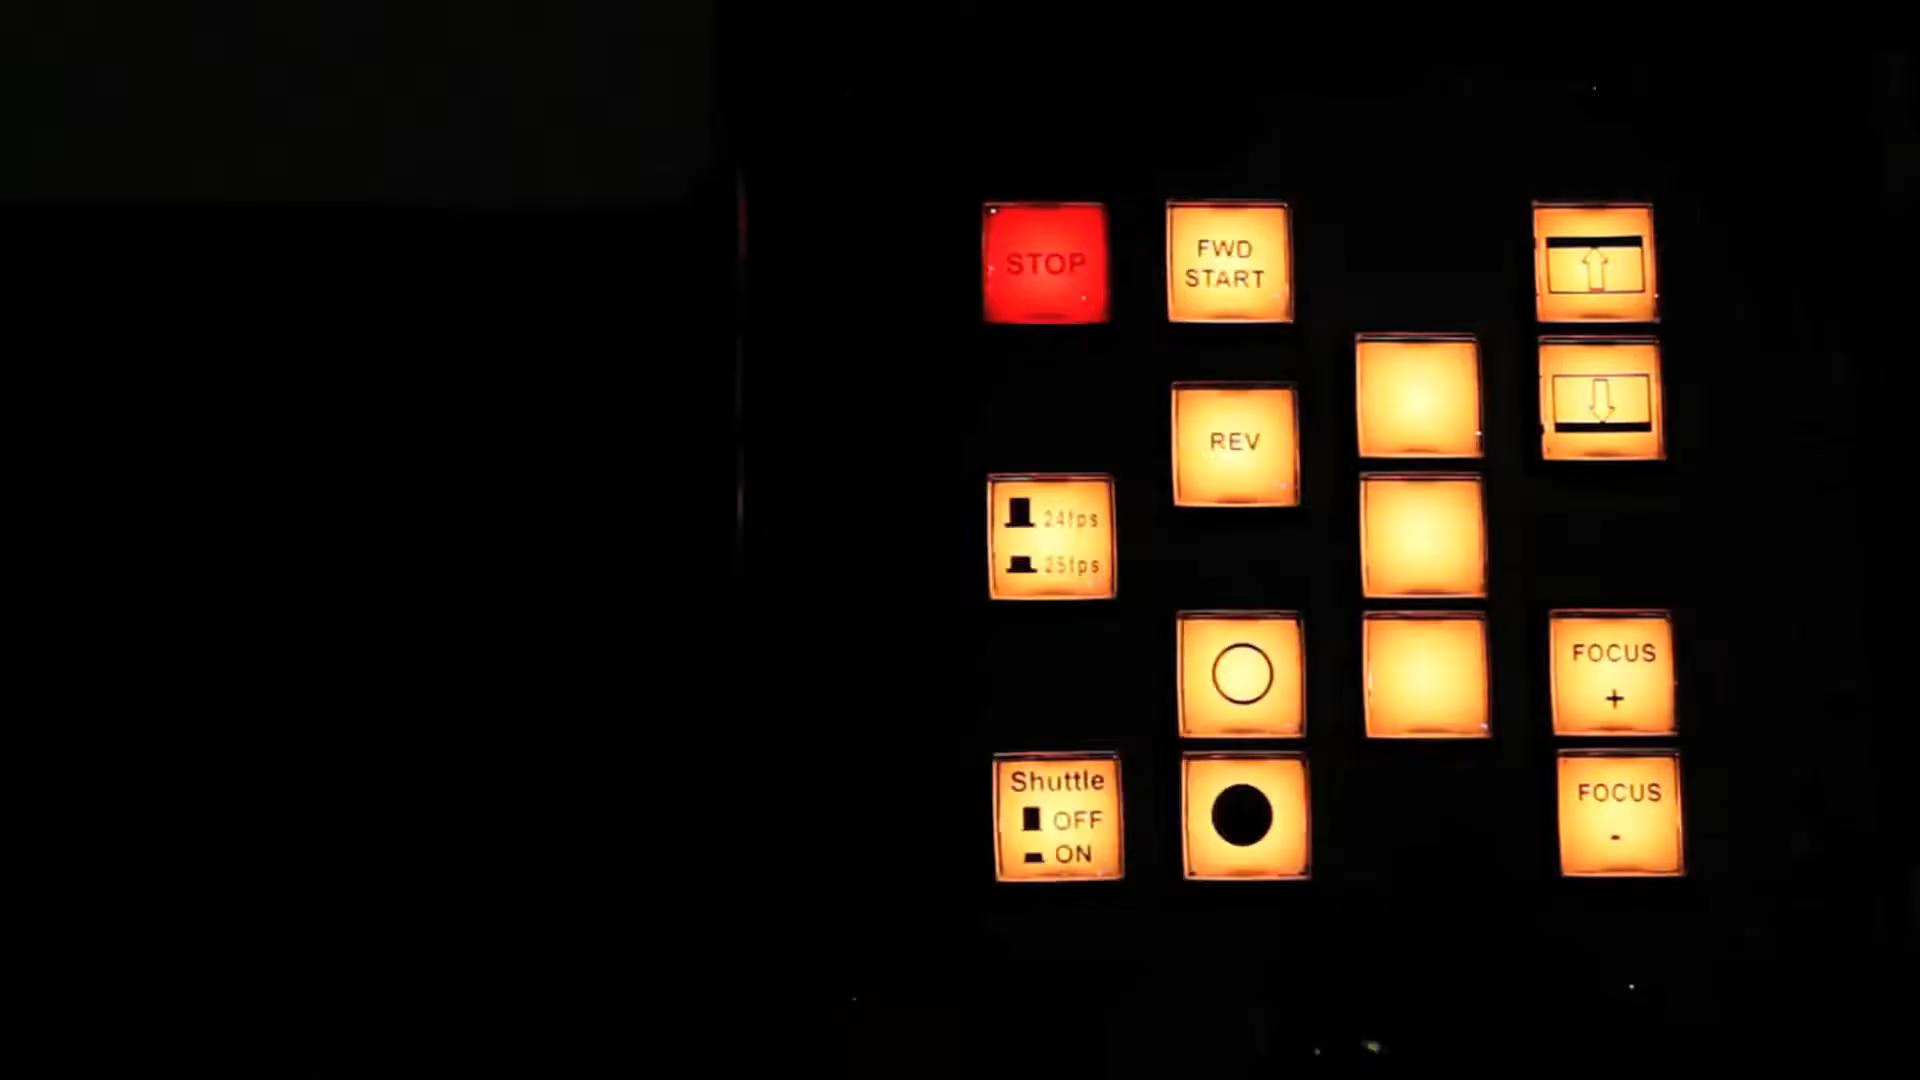 STOP
FWD
START
REV
24fps
25fps
Shuttle
OFF
ON
FOCUS
+
FOCUS
-